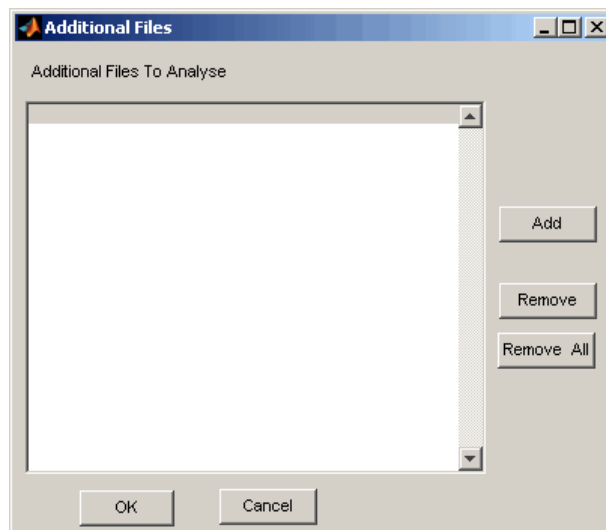 Additional Files
Additional Files To Analyse
Add
Remove
Remove All
OK
Cancel